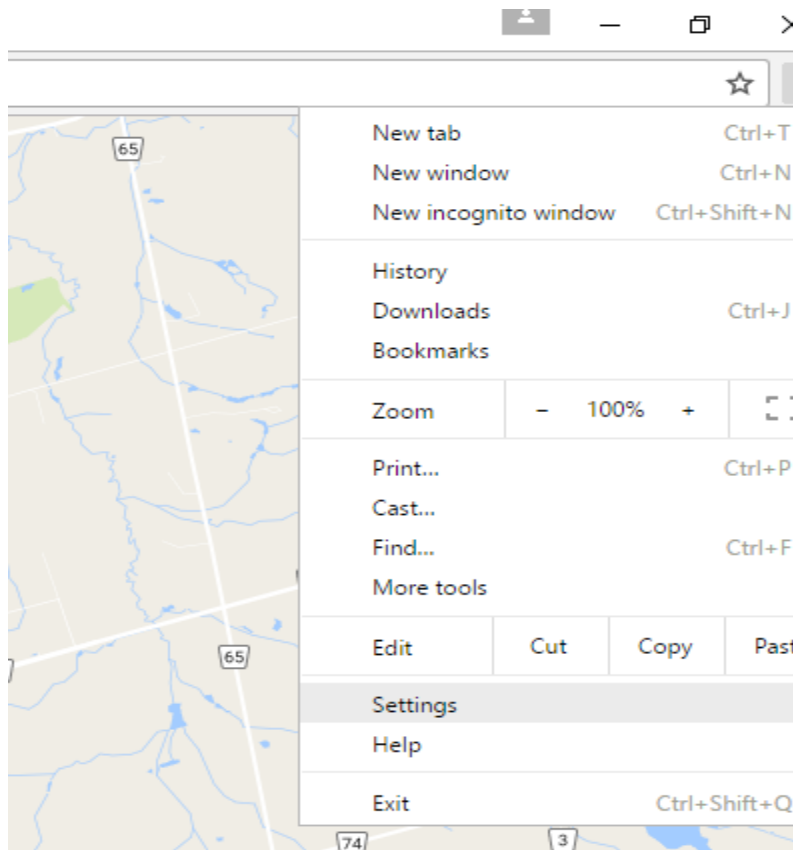 65
New tab Ctrl+T
New window Ctrl+N
New incognito window Ctrl+Shift+N
History
Downloads Ctrl+J
Bookmarks
Zoom - 100% +
Print... Ctrl+P
Cast...
Find... Ctrl+F
More tools
Edit Cut Copy Past
65
Settings
Help
Exit Ctrl+Shift+Q
74 3